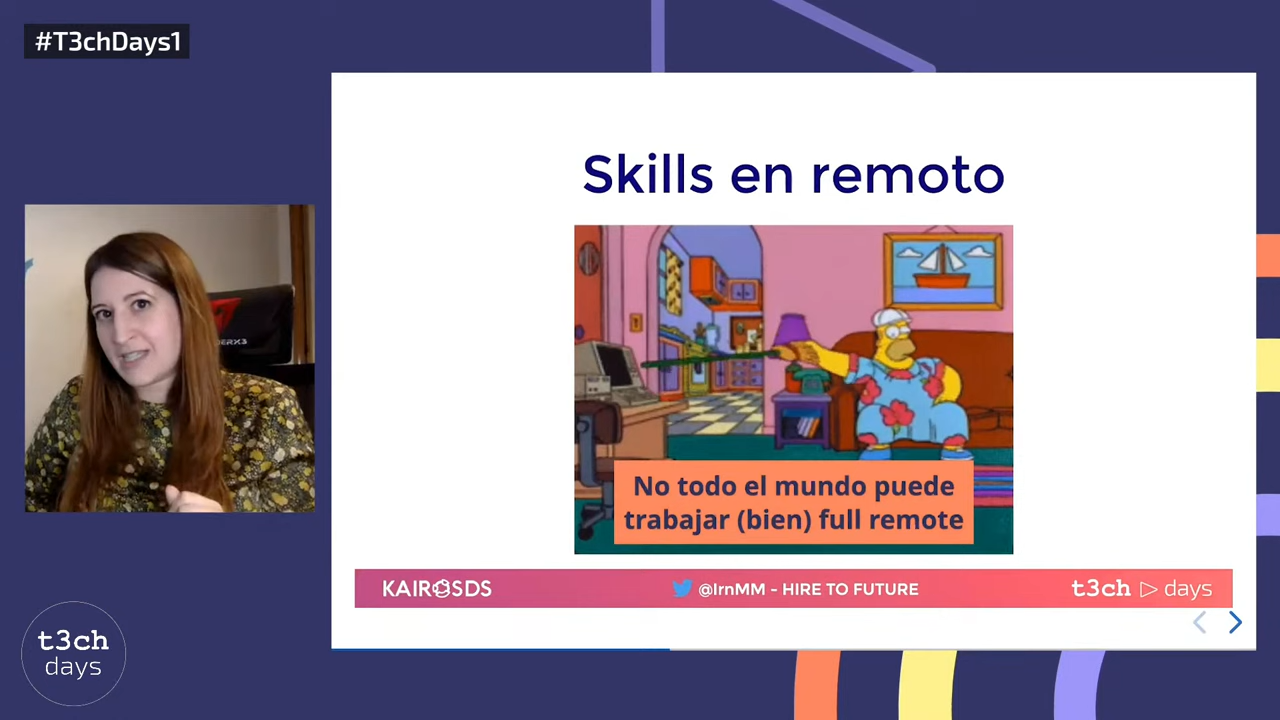 #T3chDays1
Skills en remoto
No todo el mundo puede
trabajar (bien) full remote
KAIROSDS
@IrnMM - HIRE TO FUTURE
t3ch days
t3ch
days